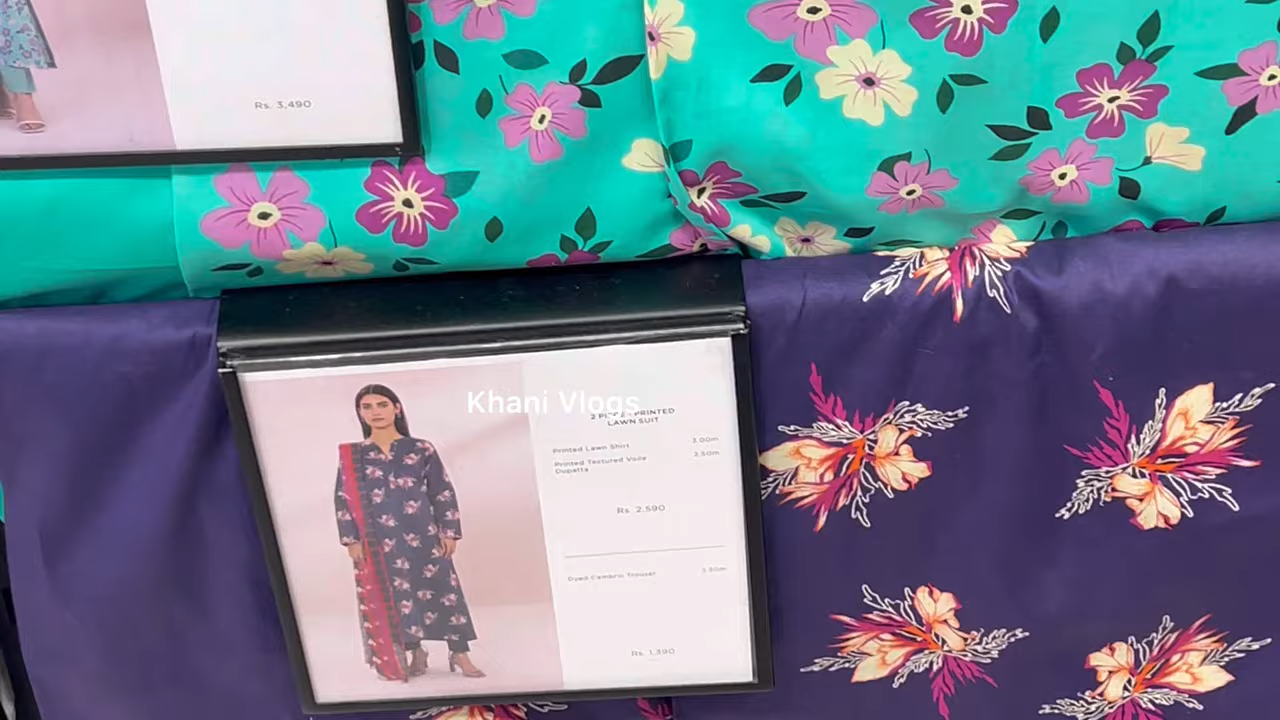 Rs. 3,490
Khani Vlogs
2 PRINTED
LAWN SUIT
Printed Lawn Shirt 3.00m
Printed Textured Voile 2.50m
Dupatta
Rs. 2,590
Dyed Cambric Trouser
Rs. 1,390